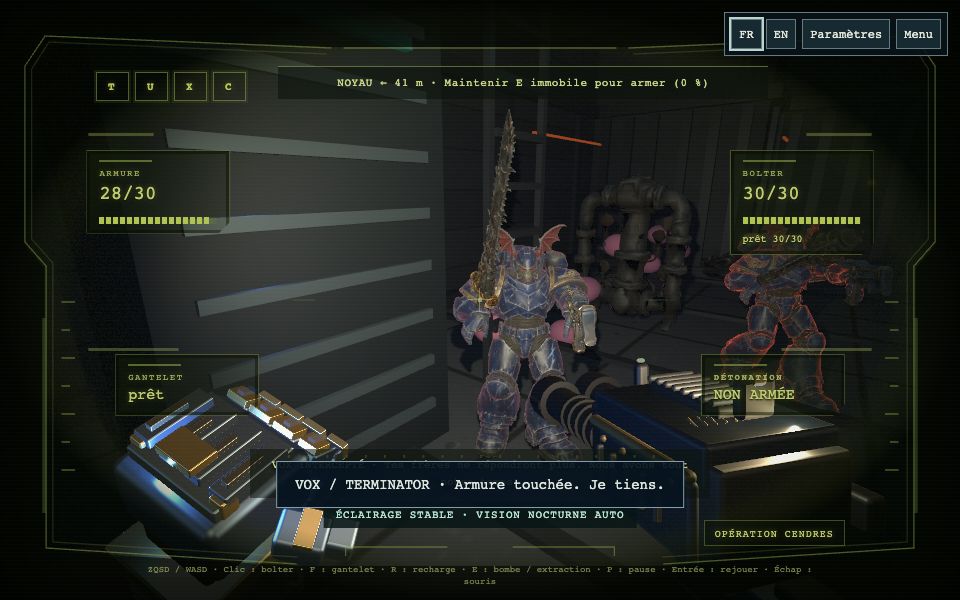 FR EN Paramètres Menu
T U X C
NOYAU ← 41 m · Maintenir E immobile pour armer (0 %)
ARMURE
28/30
BOLTER
30/30
prêt 30/30
GANTELET
prêt
DÉTONATION
NON ARMÉE
VOX / TERMINATOR · Armure touchée. Je tiens.
ÉCLAIRAGE STABLE · VISION NOCTURNE AUTO
OPÉRATION CENDRES
ZQSD / WASD · Clic : bolter · F : gantelet · R : recharge · E : bombe / extraction · P : pause · Entrée : rejouer · Échap :
souris